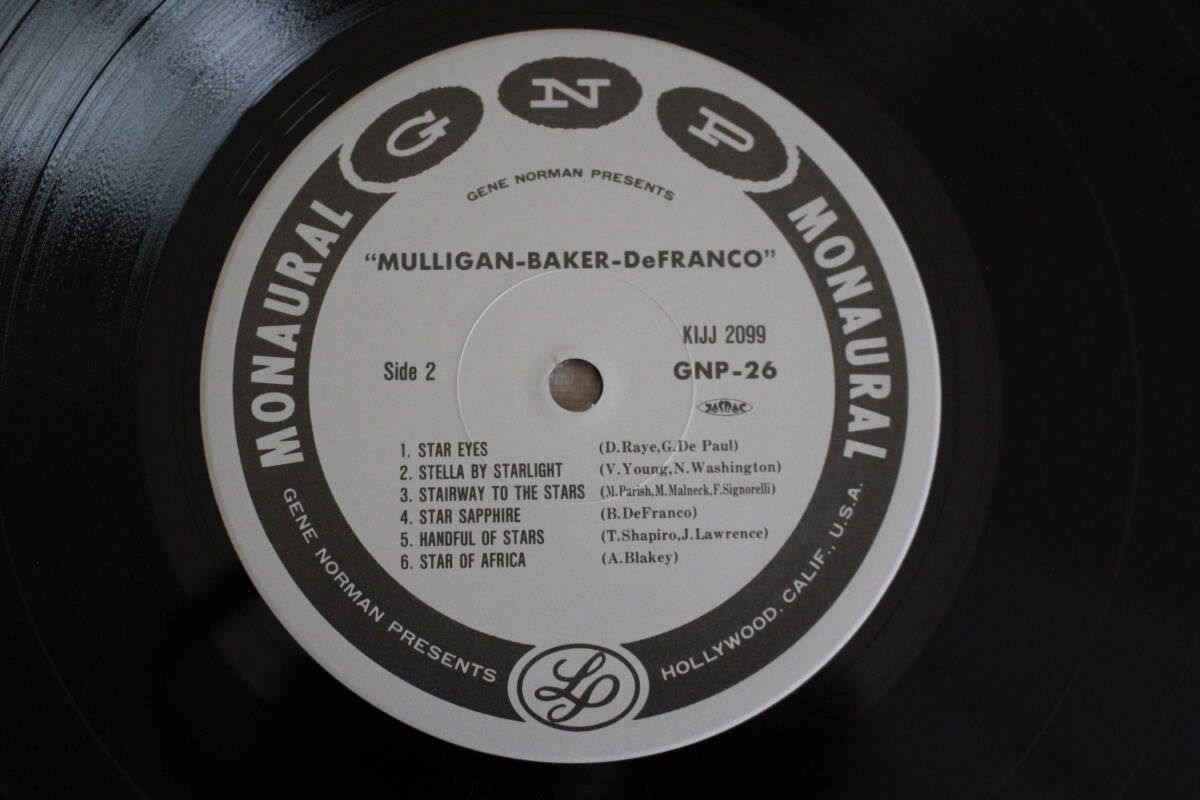 G N P
GENE NORMAN PRESENTS
MONAURAL
MONAURAL
“MULLIGAN-BAKER-DeFRANCO”
KIJJ 2099
Side 2
GNP-26
JASRAC
1. STAR EYES (D.Raye,G.De Paul)
2. STELLA BY STARLIGHT (V.Young,N.Washington)
3. STAIRWAY TO THE STARS (M.Parish,M.Malneck,F.Signorelli)
4. STAR SAPPHIRE (B.DeFranco)
5. HANDFUL OF STARS (T.Shapiro,J.Lawrence)
6. STAR OF AFRICA (A.Blakey)
GENE NORMAN PRESENTS
LP
HOLLYWOOD, CALIF., U.S.A.